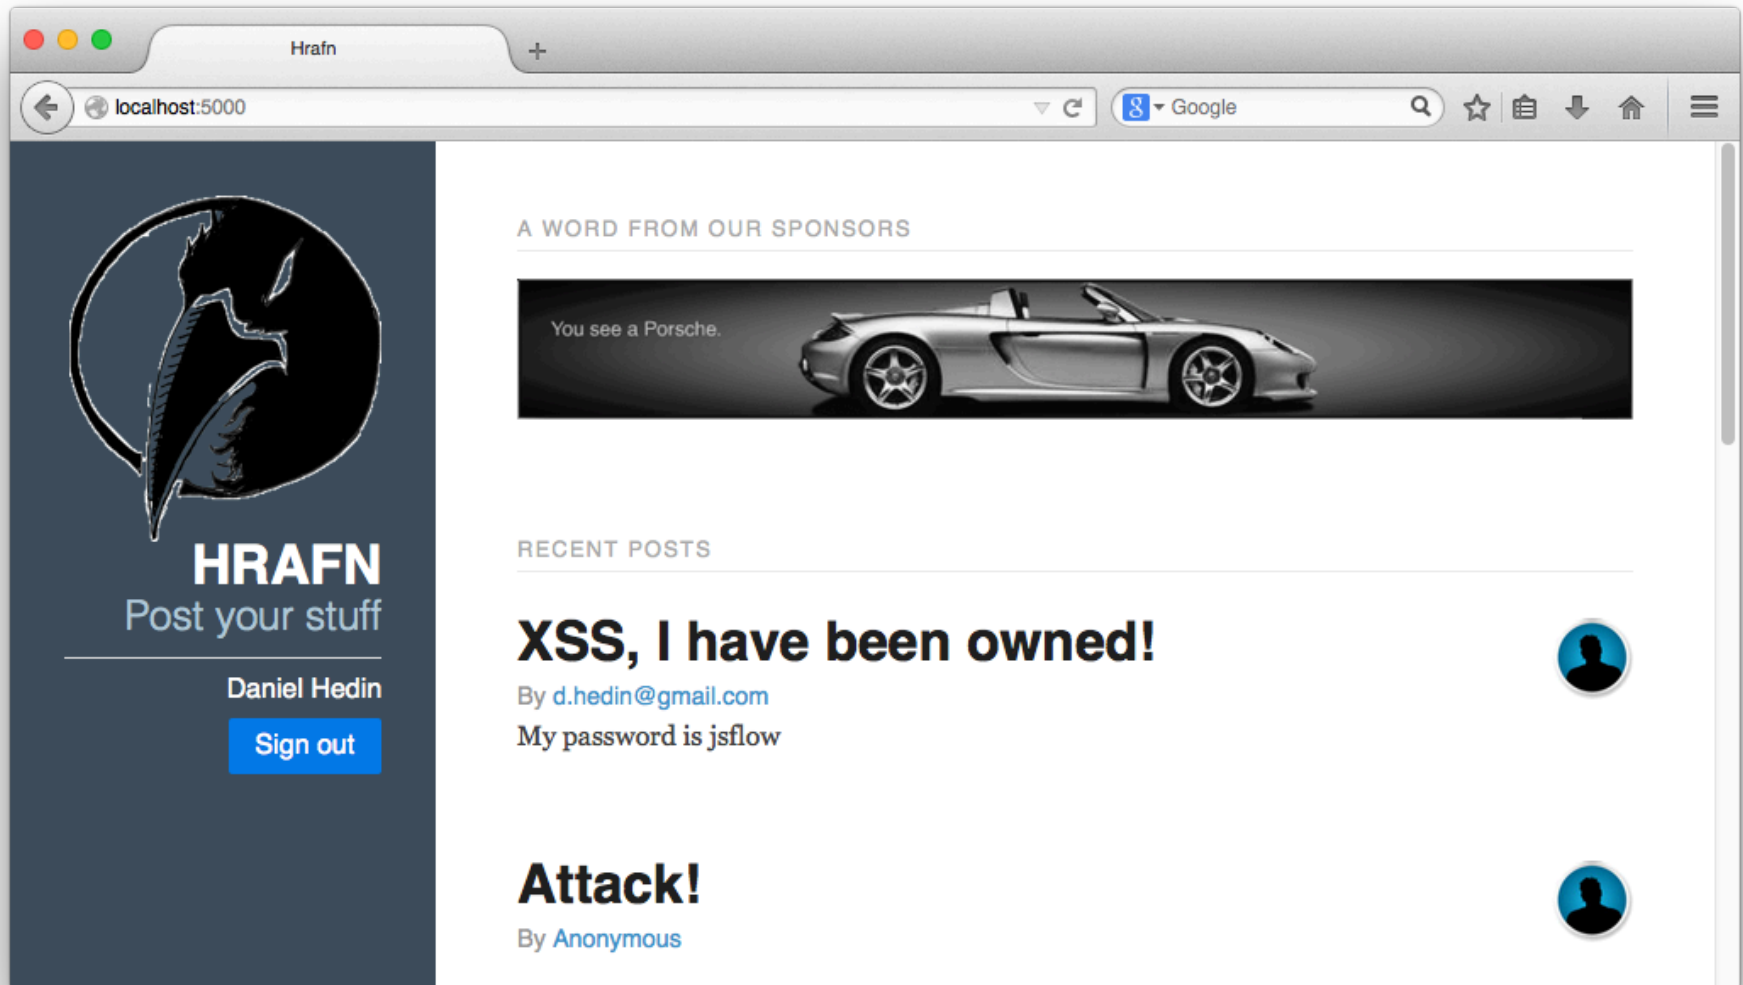 Hrafn
localhost:5000
Google
HRAFN
Post your stuff
Daniel Hedin
Sign out
A WORD FROM OUR SPONSORS
You see a Porsche.
RECENT POSTS
XSS, I have been owned!
By d.hedin@gmail.com
My password is jsflow
Attack!
By Anonymous